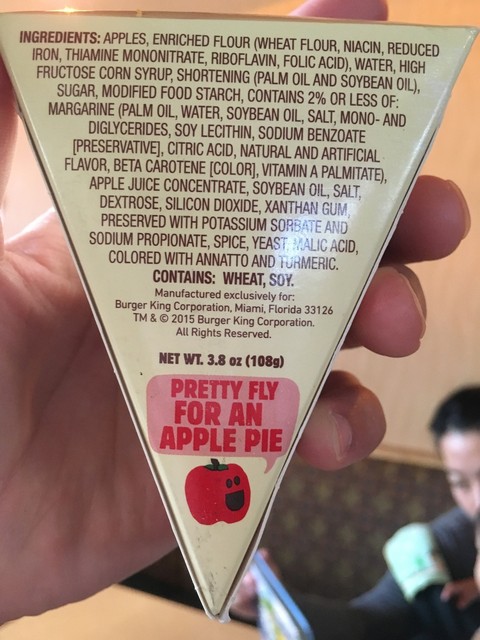 INGREDIENTS: APPLES, ENRICHED FLOUR (WHEAT FLOUR, NIACIN, REDUCED
IRON, THIAMINE MONONITRATE, RIBOFLAVIN, FOLIC ACID), WATER, HIGH
FRUCTOSE CORN SYRUP, SHORTENING (PALM OIL AND SOYBEAN OIL),
SUGAR, MODIFIED FOOD STARCH, CONTAINS 2% OR LESS OF:
MARGARINE (PALM OIL, WATER, SOYBEAN OIL, SALT, MONO- AND
DIGLYCERIDES, SOY LECITHIN, SODIUM BENZOATE
[PRESERVATIVE], CITRIC ACID, NATURAL AND ARTIFICIAL
FLAVOR, BETA CAROTENE [COLOR], VITAMIN A PALMITATE),
APPLE JUICE CONCENTRATE, SOYBEAN OIL, SALT,
DEXTROSE, SILICON DIOXIDE, XANTHAN GUM,
PRESERVED WITH POTASSIUM SORBATE AND
SODIUM PROPIONATE, SPICE, YEAST, MALIC ACID,
COLORED WITH ANNATTO AND TURMERIC.
CONTAINS: WHEAT, SOY.
Manufactured exclusively for:
Burger King Corporation, Miami, Florida 33126
TM & © 2015 Burger King Corporation.
All Rights Reserved.
NET WT. 3.8 oz (108g)
PRETTY FLY
FOR AN
APPLE PIE